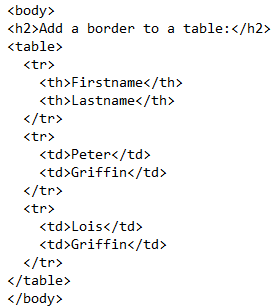 <body>
<h2>Add a border to a table:</h2>
<table>
  <tr>
    <th>Firstname</th>
    <th>Lastname</th>
  </tr>
  <tr>
    <td>Peter</td>
    <td>Griffin</td>
  </tr>
  <tr>
    <td>Lois</td>
    <td>Griffin</td>
  </tr>
</table>
</body>